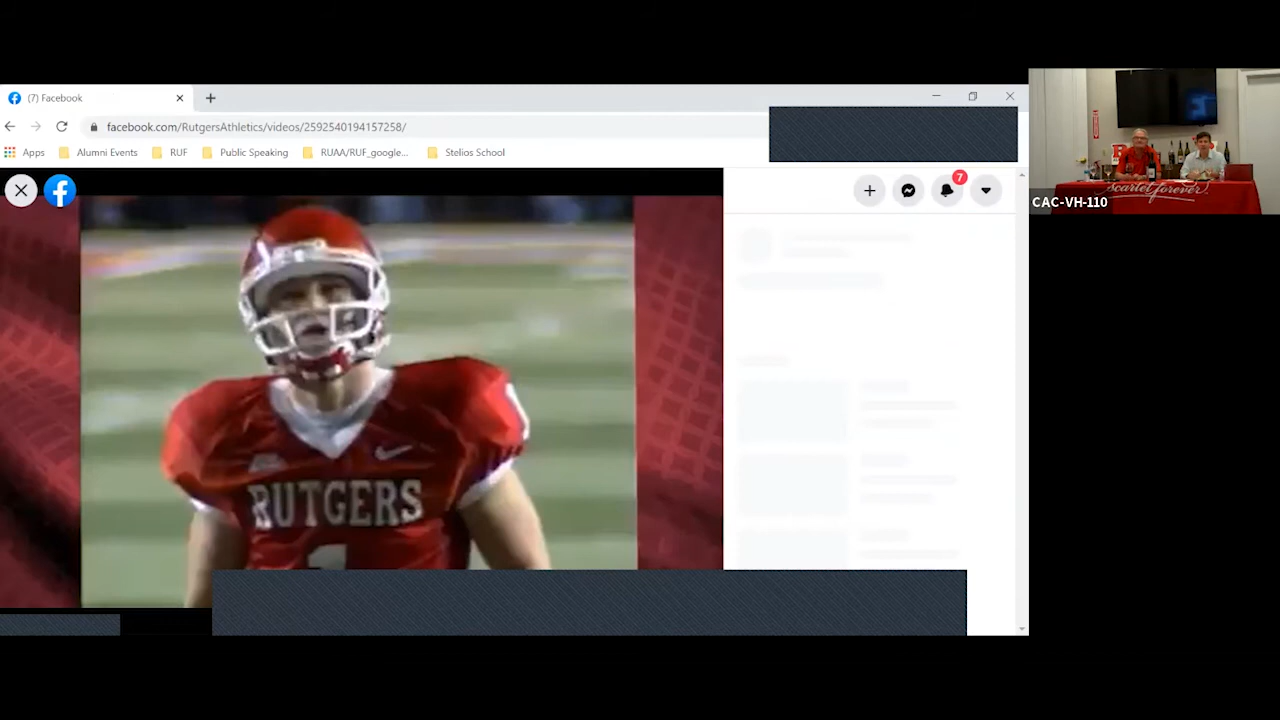 (7) Facebook
facebook.com/RutgersAthletics/videos/2592540194157258/
Apps
Alumni Events
RUF
Public Speaking
RUAA/RUF_google...
Stelios School
7
RUTGERS
scarlet forever.
CAC-VH-110